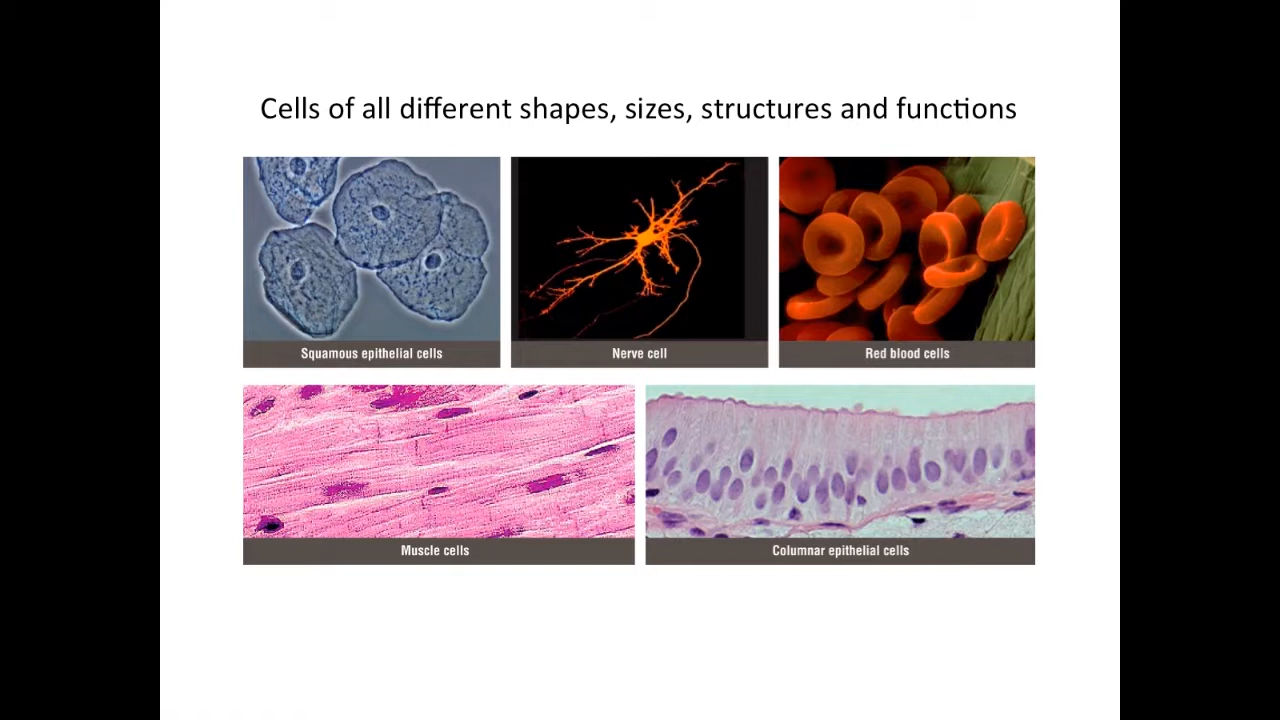 Cells of all different shapes, sizes, structures and functions
Squamous epithelial cells
Nerve cell
Red blood cells
Muscle cells
Columnar epithelial cells